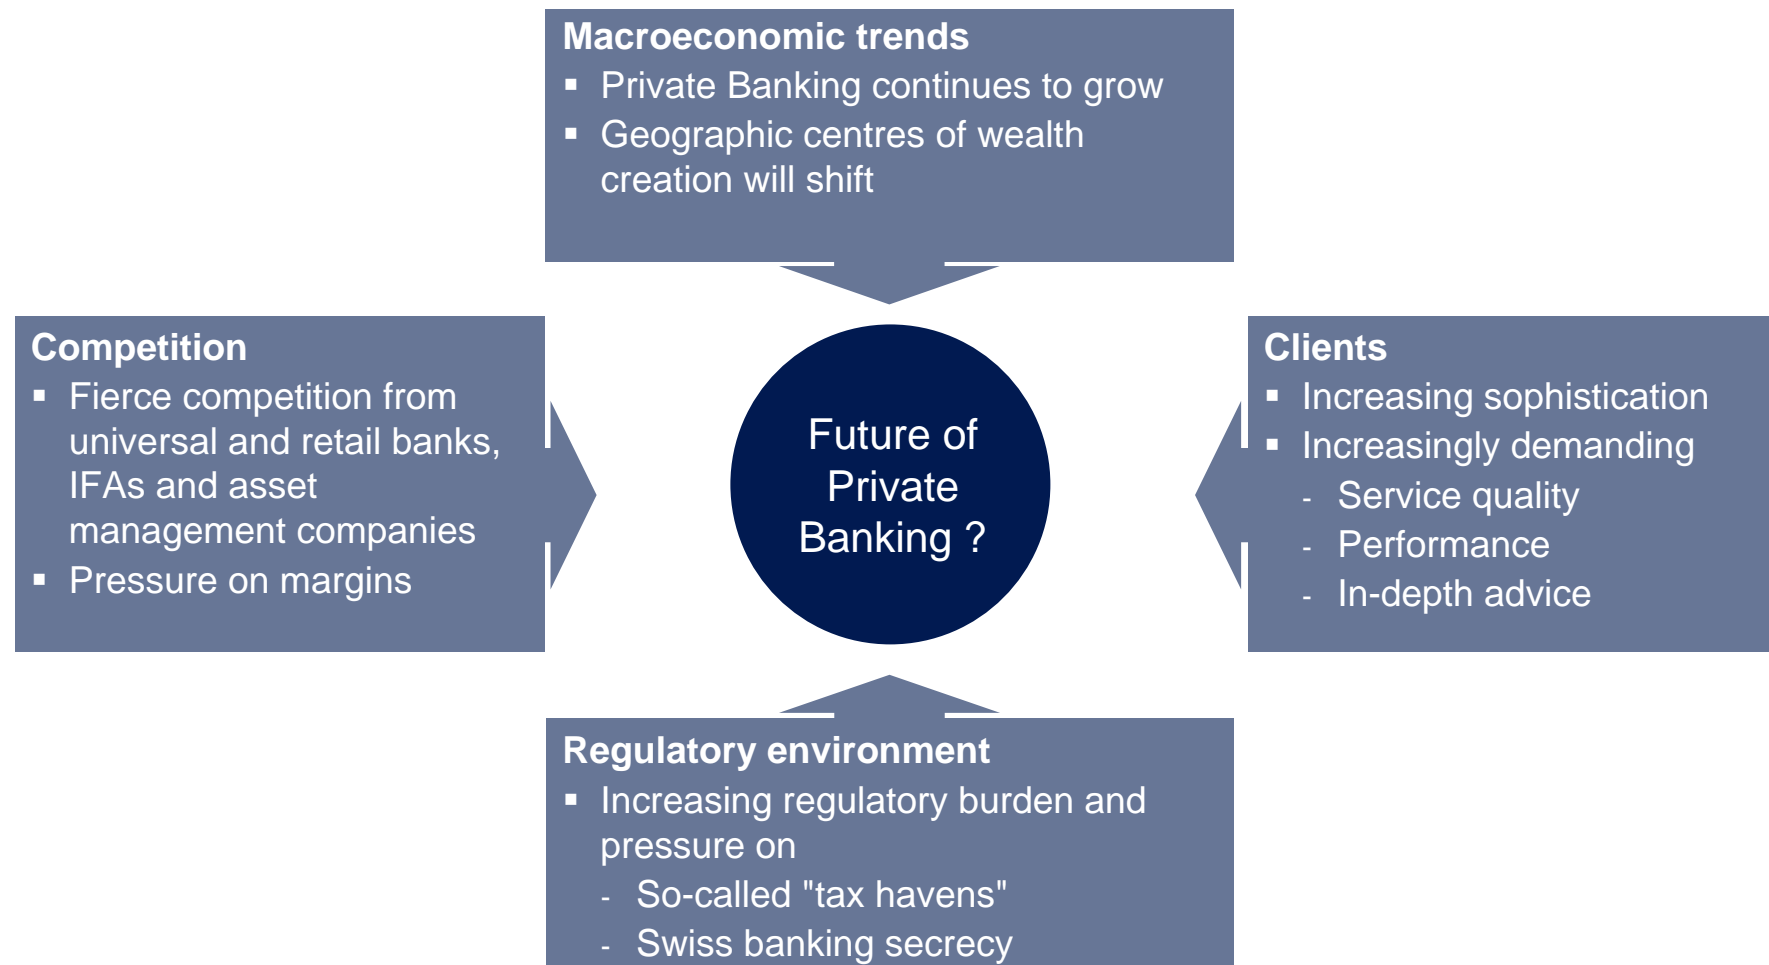 Macroeconomic trends
▪ Private Banking continues to grow
▪ Geographic centres of wealth
creation will shift
Competition
▪ Fierce competition from
universal and retail banks,
IFAs and asset
management companies
▪ Pressure on margins
Future of
Private
Banking ?
Clients
▪ Increasing sophistication
▪ Increasingly demanding
- Service quality
- Performance
- In-depth advice
Regulatory environment
▪ Increasing regulatory burden and
pressure on
- So-called "tax havens"
- Swiss banking secrecy